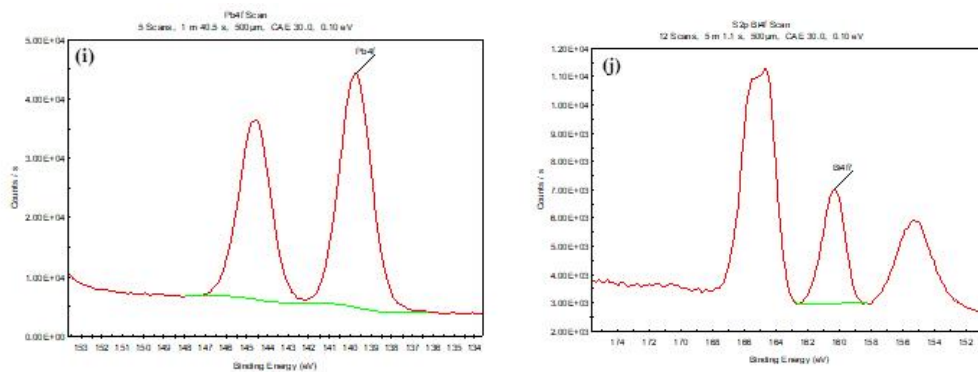 Pb4f Scan
5 Scans, 1 m 40.5 s, 500µm, CAE 30.0, 0.10 eV
(i)
Pb4f
5.00E+04
4.00E+04
3.00E+04
2.00E+04
1.00E+04
0.00E+00
Counts / s
153 152 151 150 149 148 147 146 145 144 143 142 141 140 139 138 137 136 135 134
Binding Energy (eV)
S2p Bi4f Scan
12 Scans, 5 m 1.1 s, 500µm, CAE 30.0, 0.10 eV
(j)
Bi4f7
1.20E+04
1.10E+04
1.00E+04
9.00E+03
8.00E+03
7.00E+03
6.00E+03
5.00E+03
4.00E+03
3.00E+03
2.00E+03
Counts / s
174 172 170 168 166 164 162 160 158 156 154 152
Binding Energy (eV)